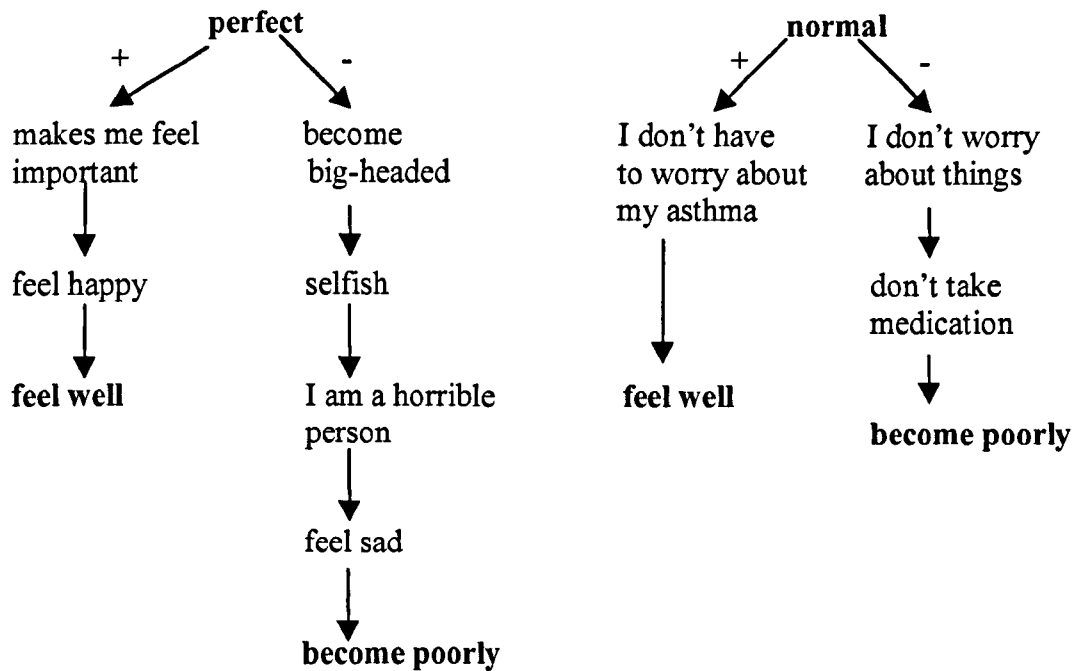 perfect
+
-
makes me feel
important
feel happy
feel well
become
big-headed
selfish
I am a horrible
person
feel sad
become poorly
normal
+
-
I don't have
to worry about
my asthma
feel well
I don't worry
about things
don't take
medication
become poorly